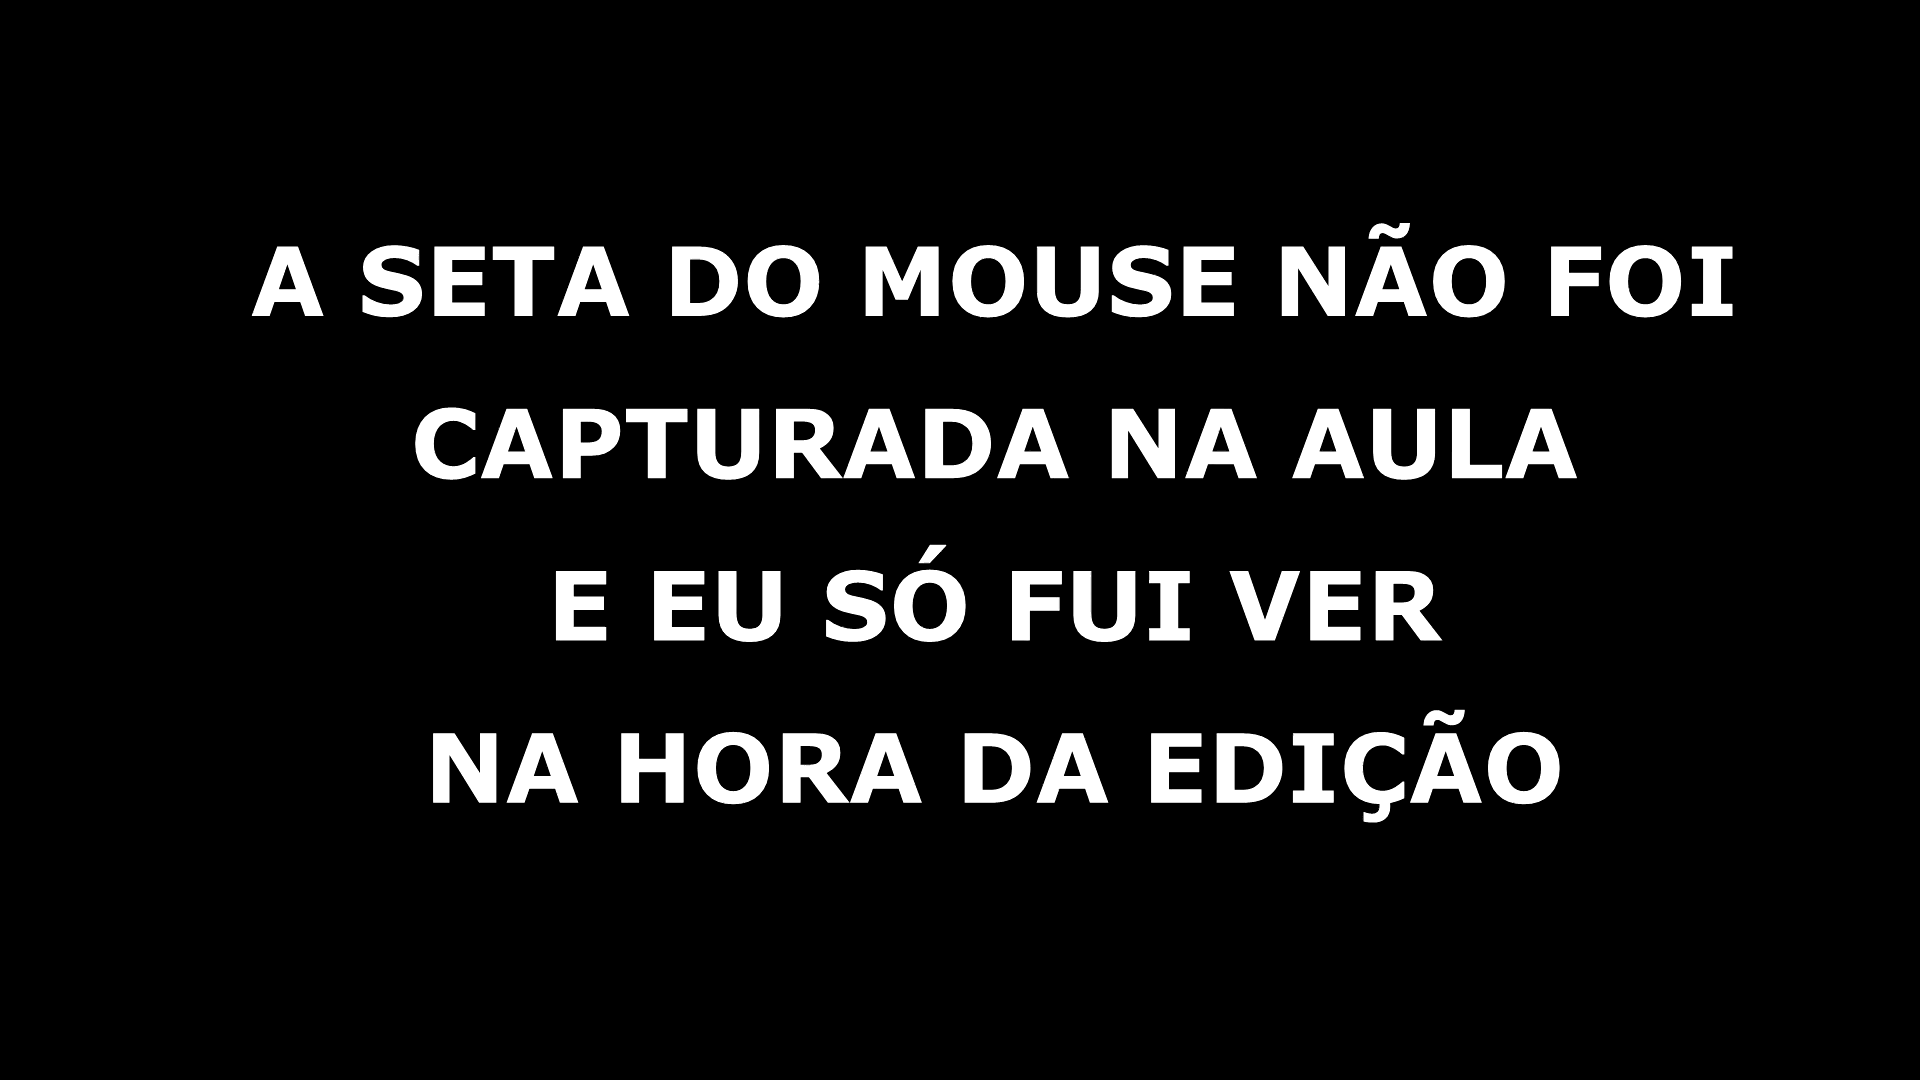 A SETA DO MOUSE NÃO FOI
CAPTURADA NA AULA
E EU SÓ FUI VER
NA HORA DA EDIÇÃO